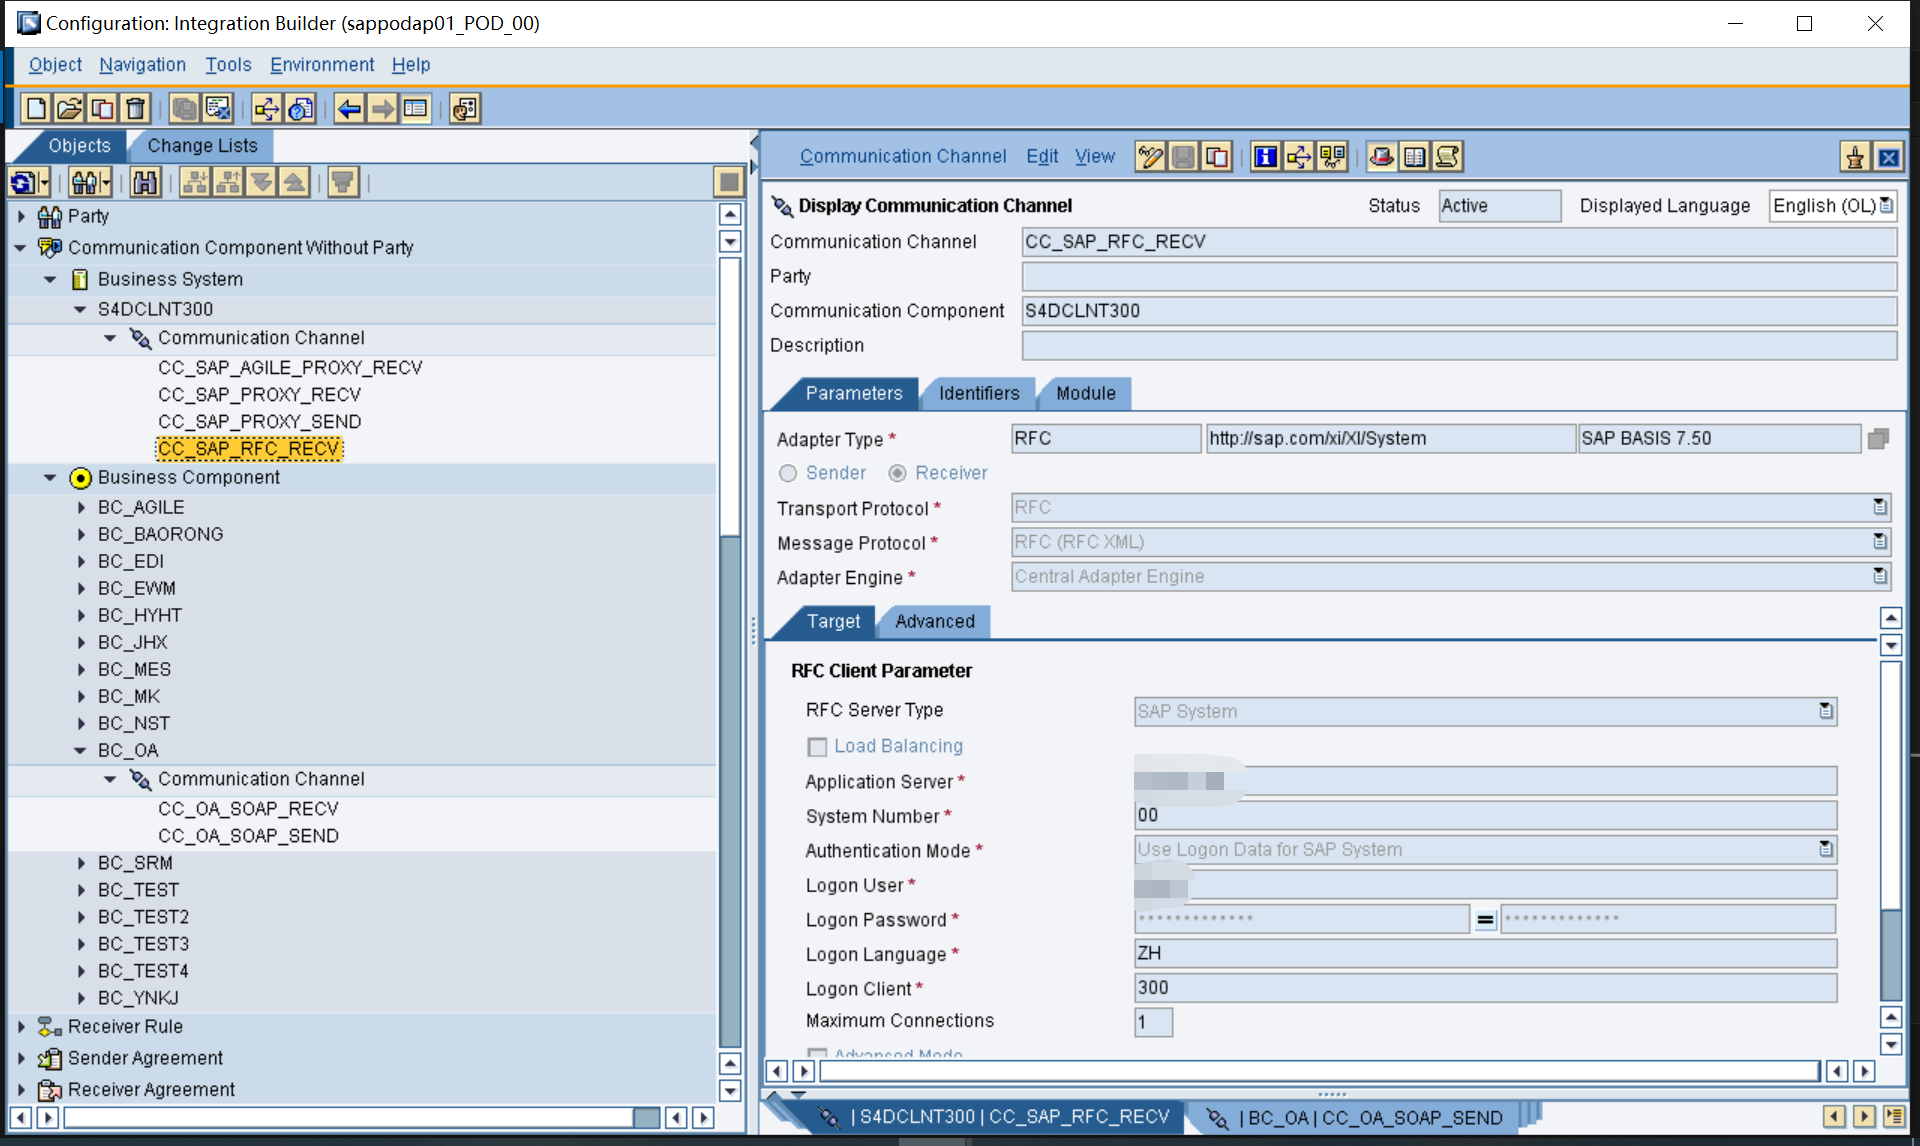 Configuration: Integration Builder (sappodap01_POD_00)
Object Navigation Tools Environment Help
Objects Change Lists
Party
Communication Component Without Party
Business System
S4DCLNT300
Communication Channel
CC_SAP_AGILE_PROXY_RECV
CC_SAP_PROXY_RECV
CC_SAP_PROXY_SEND
CC_SAP_RFC_RECV
Business Component
BC_AGILE
BC_BAORONG
BC_EDI
BC_EWM
BC_HYHT
BC_JHX
BC_MES
BC_MK
BC_NST
BC_OA
Communication Channel
CC_OA_SOAP_RECV
CC_OA_SOAP_SEND
BC_SRM
BC_TEST
BC_TEST2
BC_TEST3
BC_TEST4
BC_YNKJ
Receiver Rule
Sender Agreement
Receiver Agreement
Communication Channel Edit View
Display Communication Channel Status Active Displayed Language English (OL)
Communication Channel CC_SAP_RFC_RECV
Party
Communication Component S4DCLNT300
Description
Parameters Identifiers Module
Adapter Type * RFC http://sap.com/xi/XI/System SAP BASIS 7.50
Sender Receiver
Transport Protocol * RFC
Message Protocol * RFC (RFC XML)
Adapter Engine * Central Adapter Engine
Target Advanced
RFC Client Parameter
RFC Server Type SAP System
Load Balancing
Application Server *
System Number * 00
Authentication Mode * Use Logon Data for SAP System
Logon User *
Logon Password * ************* = *************
Logon Language * ZH
Logon Client * 300
Maximum Connections 1
Advanced Mode
| S4DCLNT300 | CC_SAP_RFC_RECV | BC_OA | CC_OA_SOAP_SEND